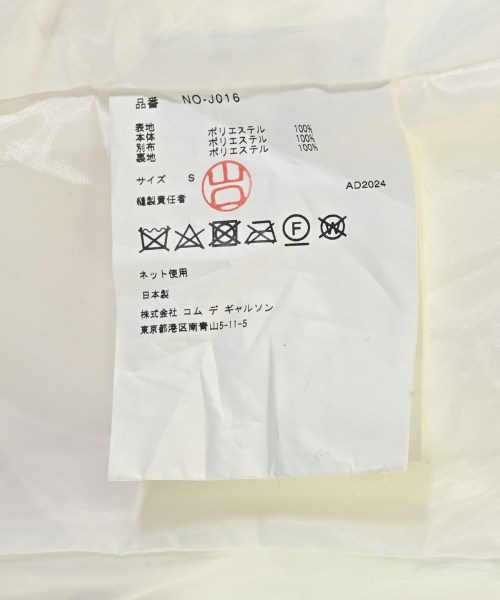 品番 NO-J016
表地 ポリエステル 100%
本体 ポリエステル 100%
別布 ポリエステル 100%
裏地
サイズ S
AD2024
縫製責任者
山口
F
W
ネット使用
日本製
株式会社 コム デ ギャルソン
東京都港区南青山5-11-5